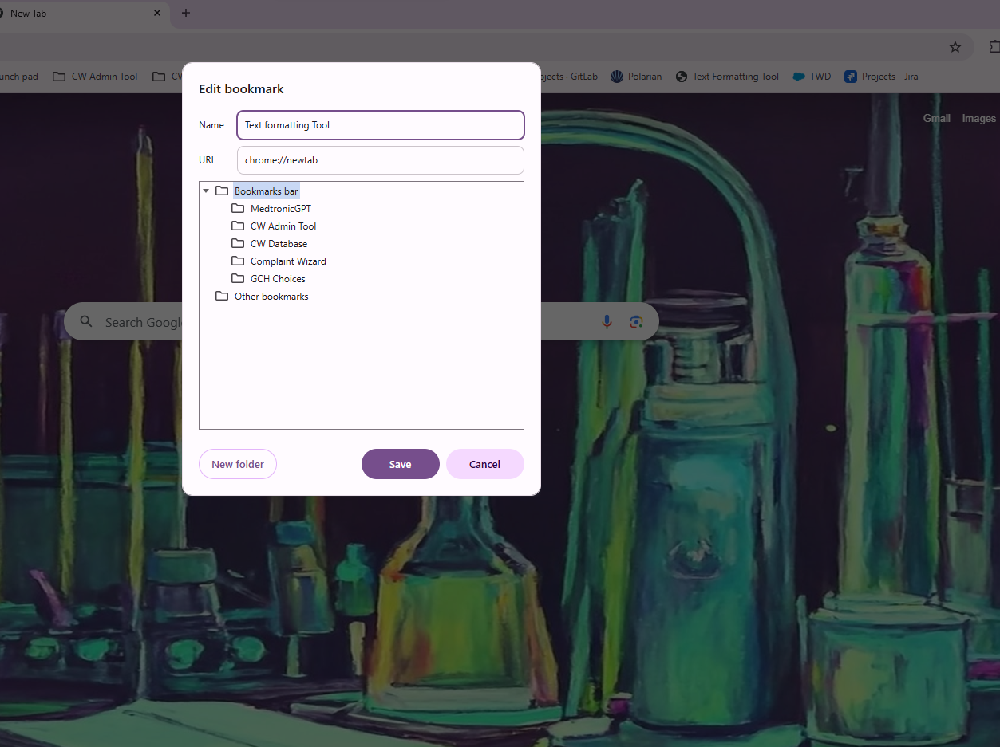 New Tab
unch pad
CW Admin Tool
Edit bookmark
ojects · GitLab
Polarian
Text Formatting Tool
TWD
Projects - Jira
Name
Text formatting Tool
Gmail
Images
URL
chrome://newtab
Bookmarks bar
MedtronicGPT
CW Admin Tool
CW Database
Complaint Wizard
GCH Choices
Other bookmarks
Search Googl
New folder
Save
Cancel